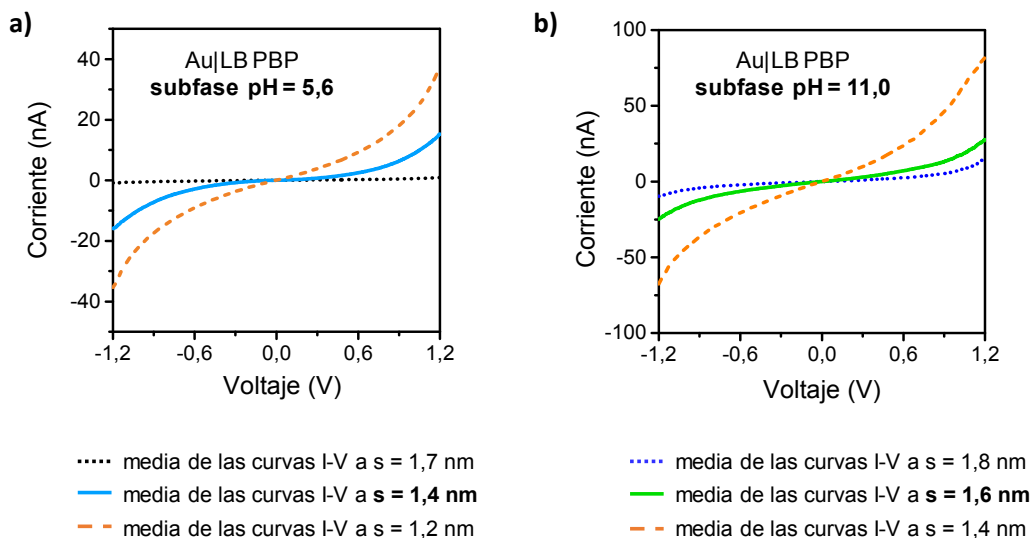 a)
Au|LB PBP
subfase pH = 5,6
Corriente (nA)
40
20
0
-20
-40
-1,2
-0,6
0,0
0,6
1,2
Voltaje (V)
media de las curvas I-V a s = 1,7 nm
media de las curvas I-V a s = 1,4 nm
media de las curvas I-V a s = 1,2 nm
b)
Au|LB PBP
subfase pH = 11,0
Corriente (nA)
100
50
0
-50
-100
-1,2
-0,6
0,0
0,6
1,2
Voltaje (V)
media de las curvas I-V a s = 1,8 nm
media de las curvas I-V a s = 1,6 nm
media de las curvas I-V a s = 1,4 nm